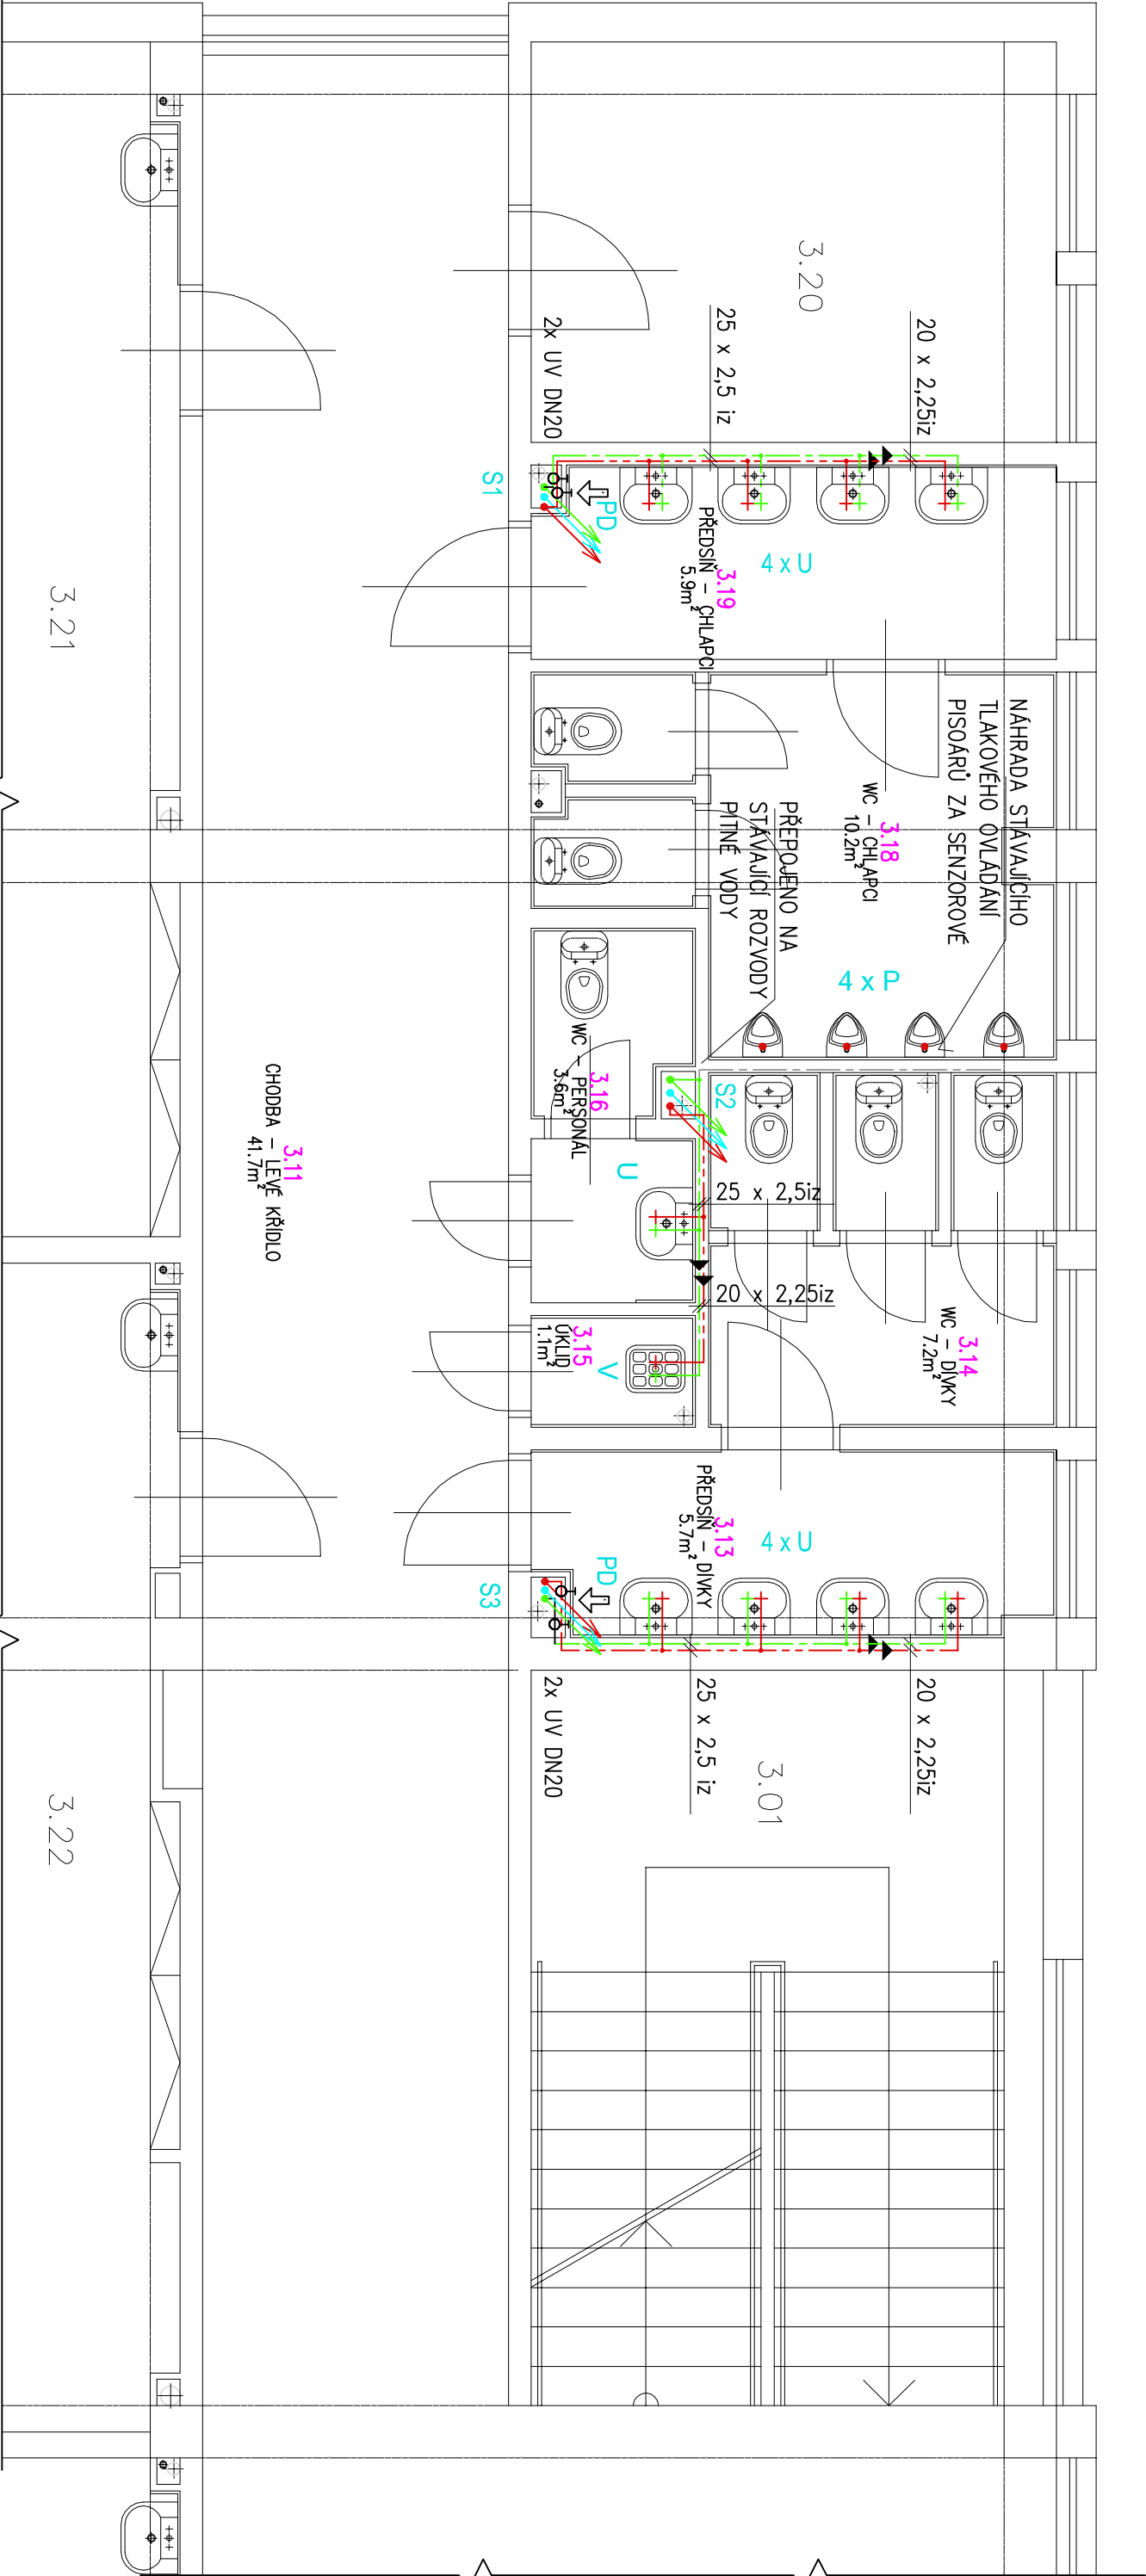 3.20
20 x 2,25iz
25 x 2,5 iz
2x UV DN20
S1
PD
4 x U
3.19
PŘEDSÍŇ - CHLAPCI
5.9m²
3.21
NÁHRADA STÁVAJÍCÍHO
TLAKOVÉHO OVLÁDÁNÍ
PISOÁRŮ ZA SENZOROVÉ
3.18
WC - CHLAPCI
10.2m²
PŘEPOJENO NA
STÁVAJÍCÍ ROZVODY
PITNÉ VODY
4 x P
3.16
WC - PERSONÁL
3.6m²
S2
U
25 x 2,5iz
20 x 2,25iz
3.11
CHODBA - LEVÉ KŘÍDLO
41.7m²
3.15
ÚKLID
1.1m²
V
3.14
WC - DÍVKY
7.2m²
3.13
PŘEDSÍŇ - DÍVKY
5.7m²
4 x U
PD
S3
20 x 2,25iz
25 x 2,5 iz
2x UV DN20
3.01
3.22